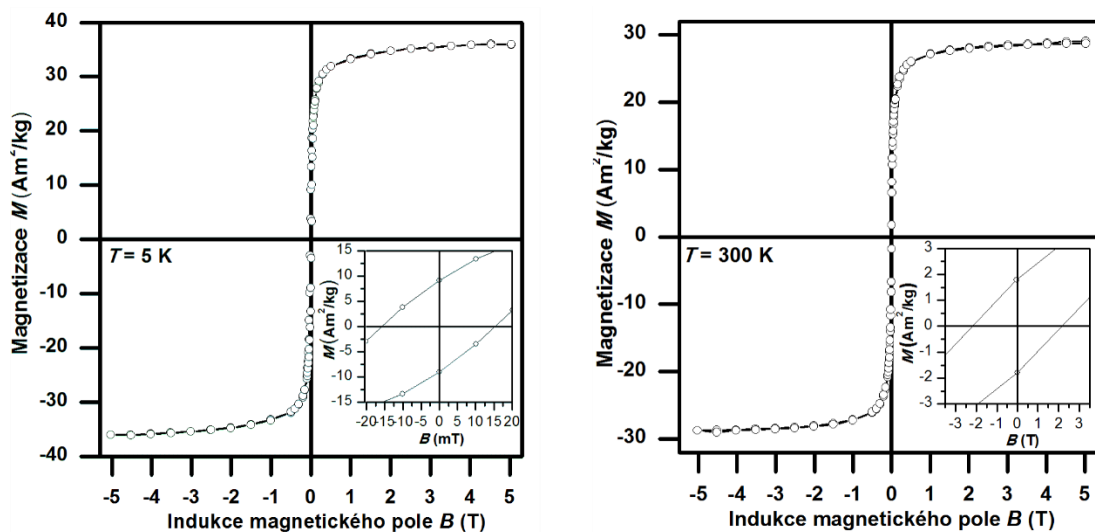 40
30
20
10
0
-10
-20
-30
-40
Magnetizace M (Am²/kg)
T = 5 K
15
10
5
0
-5
-10
-15
M (Am²/kg)
-20 -15 -10 -5 0 5 10 15 20
B (mT)
-5 -4 -3 -2 -1 0 1 2 3 4 5
Indukce magnetického pole B (T)
30
20
10
0
-10
-20
-30
Magnetizace M (Am²/kg)
T = 300 K
3
2
1
0
-1
-2
-3
M (Am²/kg)
-3 -2 -1 0 1 2 3
B (T)
-5 -4 -3 -2 -1 0 1 2 3 4 5
Indukce magnetického pole B (T)